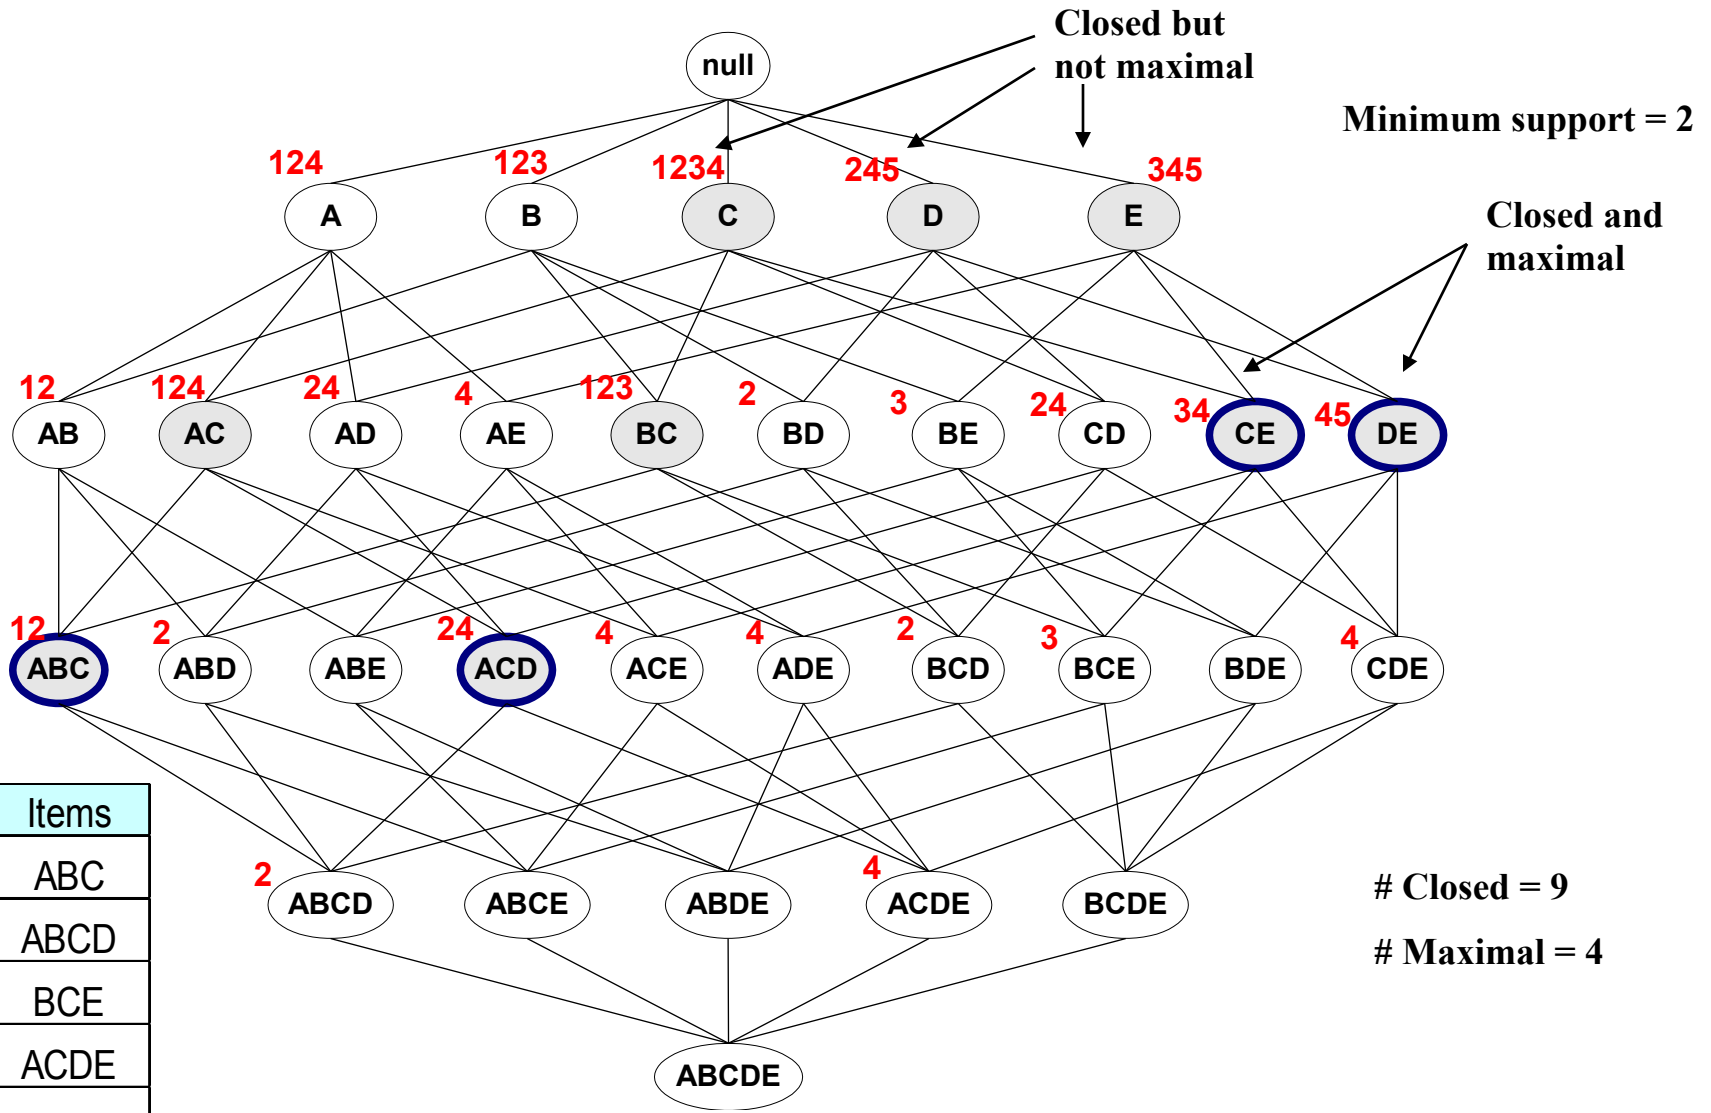 Closed but
not maximal
null
Minimum support = 2
124
123
1234
245
345
A
B
C
D
E
Closed and
maximal
12
124
24
4
123
2
3
24
34
45
AB
AC
AD
AE
BC
BD
BE
CD
CE
DE
12
2
24
4
4
2
3
4
ABC
ABD
ABE
ACD
ACE
ADE
BCD
BCE
BDE
CDE
Items
ABC
ABCD
BCE
ACDE
2
4
ABCD
ABCE
ABDE
ACDE
BCDE
# Closed = 9
# Maximal = 4
ABCDE